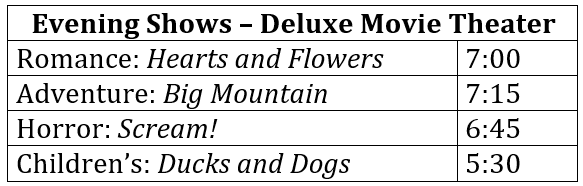 Evening Shows – Deluxe Movie Theater
Romance: Hearts and Flowers 7:00
Adventure: Big Mountain 7:15
Horror: Scream! 6:45
Children’s: Ducks and Dogs 5:30